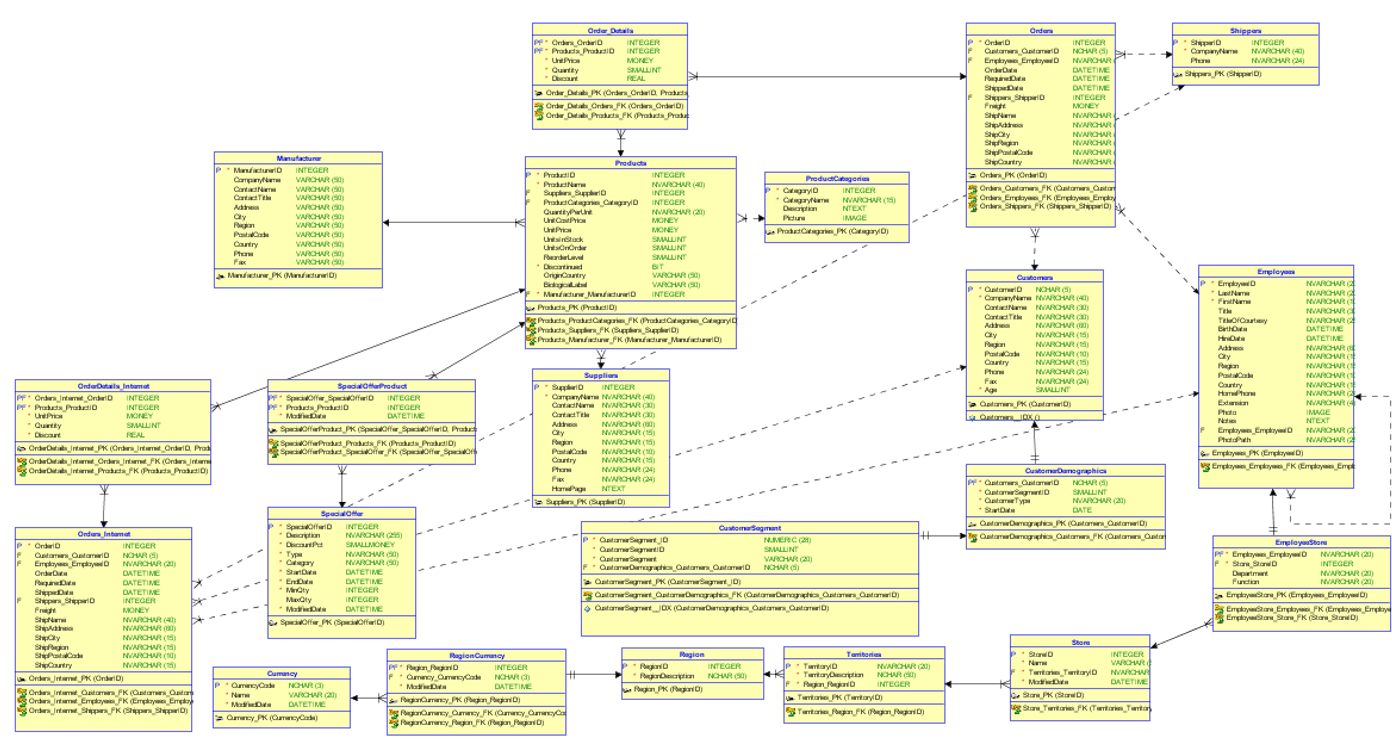 Order_Details
PF * Orders_OrderID INTEGER
PF * Products_ProductID INTEGER
* UnitPrice MONEY
* Quantity SMALLINT
* Discount REAL
Order_Details_PK (Orders_OrderID, Products
Order_Details_Orders_FK (Orders_OrderID)
Order_Details_Products_FK (Products_Produc
Orders
P * OrderID INTEGER
F Customers_CustomerID NCHAR (5)
F Employees_EmployeeID NVARCHAR
OrderDate DATETIME
RequiredDate DATETIME
ShippedDate DATETIME
F Shippers_ShipperID INTEGER
Freight MONEY
ShipName NVARCHAR (
ShipAddress NVARCHAR (
ShipCity NVARCHAR (
ShipRegion NVARCHAR (
ShipPostalCode NVARCHAR (
ShipCountry NVARCHAR (
Orders_PK (OrderID)
Orders_Customers_FK (Customers_Custom
Orders_Employees_FK (Employees_Employ
Orders_Shippers_FK (Shippers_ShipperID)
Shippers
P * ShipperID INTEGER
* CompanyName NVARCHAR (40)
Phone NVARCHAR (24)
Shippers_PK (ShipperID)
Manufacturer
P * ManufacturerID INTEGER
CompanyName VARCHAR (50)
ContactName VARCHAR (50)
ContactTitle VARCHAR (50)
Address VARCHAR (50)
City VARCHAR (50)
Region VARCHAR (50)
PostalCode VARCHAR (50)
Country VARCHAR (50)
Phone VARCHAR (50)
Fax VARCHAR (50)
Manufacturer_PK (ManufacturerID)
Products
P * ProductID INTEGER
* ProductName NVARCHAR (40)
F Suppliers_SupplierID INTEGER
F ProductCategories_CategoryID INTEGER
QuantityPerUnit NVARCHAR (20)
UnitCostPrice MONEY
UnitPrice MONEY
UnitsInStock SMALLINT
UnitsOnOrder SMALLINT
ReorderLevel SMALLINT
* Discontinued BIT
OriginCountry VARCHAR (50)
BiologicalLabel VARCHAR (50)
F * Manufacturer_ManufacturerID INTEGER
Products_PK (ProductID)
Products_ProductCategories_FK (ProductCategories_CategoryID
Products_Suppliers_FK (Suppliers_SupplierID)
Products_Manufacturer_FK (Manufacturer_ManufacturerID)
ProductCategories
P * CategoryID INTEGER
* CategoryName NVARCHAR (15)
Description NTEXT
Picture IMAGE
ProductCategories_PK (CategoryID)
Customers
P * CustomerID NCHAR (5)
* CompanyName NVARCHAR (40)
ContactName NVARCHAR (30)
ContactTitle NVARCHAR (30)
Address NVARCHAR (60)
City NVARCHAR (15)
Region NVARCHAR (15)
PostalCode NVARCHAR (10)
Country NVARCHAR (15)
Phone NVARCHAR (24)
Fax NVARCHAR (24)
* Age SMALLINT
Customers_PK (CustomerID)
Customers__IDX ()
Employees
P * EmployeeID NVARCHAR (2
* LastName NVARCHAR (2
* FirstName NVARCHAR (1
Title NVARCHAR (3
TitleOfCourtesy NVARCHAR (2
BirthDate DATETIME
HireDate DATETIME
Address NVARCHAR (6
City NVARCHAR (1
Region NVARCHAR (1
PostalCode NVARCHAR (1
Country NVARCHAR (1
HomePhone NVARCHAR (2
Extension NVARCHAR (4
Photo IMAGE
Notes NTEXT
F Employees_EmployeeID NVARCHAR (2
PhotoPath NVARCHAR (2
Employees_PK (EmployeeID)
Employees_Employees_FK (Employees_Empl
OrderDetails_Internet
PF * Orders_Internet_OrderID INTEGER
PF * Products_ProductID INTEGER
* UnitPrice MONEY
* Quantity SMALLINT
* Discount REAL
OrderDetails_Internet_PK (Orders_Internet_OrderID, Prod
OrderDetails_Internet_Orders_Internet_FK (Orders_Interne
OrderDetails_Internet_Products_FK (Products_ProductID)
SpecialOfferProduct
PF * SpecialOffer_SpecialOfferID INTEGER
PF * Products_ProductID INTEGER
* ModifiedDate DATETIME
SpecialOfferProduct_PK (SpecialOffer_SpecialOfferID, Product
SpecialOfferProduct_Products_FK (Products_ProductID)
SpecialOfferProduct_SpecialOffer_FK (SpecialOffer_SpecialOffe
Suppliers
P * SupplierID INTEGER
* CompanyName NVARCHAR (40)
ContactName NVARCHAR (30)
ContactTitle NVARCHAR (30)
Address NVARCHAR (60)
City NVARCHAR (15)
Region NVARCHAR (15)
PostalCode NVARCHAR (10)
Country NVARCHAR (15)
Phone NVARCHAR (24)
Fax NVARCHAR (24)
HomePage NTEXT
Suppliers_PK (SupplierID)
CustomerDemographics
PF * Customers_CustomerID NCHAR (5)
* CustomerSegmentID SMALLINT
* CustomerType NVARCHAR (20)
* StartDate DATE
CustomerDemographics_PK (Customers_CustomerID)
CustomerDemographics_Customers_FK (Customers_Custo
Orders_Internet
P * OrderID INTEGER
F Customers_CustomerID NCHAR (5)
F Employees_EmployeeID NVARCHAR (20)
OrderDate DATETIME
RequiredDate DATETIME
ShippedDate DATETIME
F Shippers_ShipperID INTEGER
Freight MONEY
ShipName NVARCHAR (40)
ShipAddress NVARCHAR (60)
ShipCity NVARCHAR (15)
ShipRegion NVARCHAR (15)
ShipPostalCode NVARCHAR (10)
ShipCountry NVARCHAR (15)
Orders_Internet_PK (OrderID)
Orders_Internet_Customers_FK (Customers_Custom
Orders_Internet_Employees_FK (Employees_Employ
Orders_Internet_Shippers_FK (Shippers_ShipperID)
SpecialOffer
P * SpecialOfferID INTEGER
* Description NVARCHAR (255)
* DiscountPct SMALLMONEY
* Type NVARCHAR (50)
* Category NVARCHAR (50)
* StartDate DATETIME
* EndDate DATETIME
* MinQty INTEGER
MaxQty INTEGER
* ModifiedDate DATETIME
SpecialOffer_PK (SpecialOfferID)
CustomerSegment
P * CustomerSegment_ID NUMERIC (28)
* CustomerSegmentID SMALLINT
* CustomerSegment VARCHAR (20)
F * CustomerDemographics_Customers_CustomerID NCHAR (5)
CustomerSegment_PK (CustomerSegment_ID)
CustomerSegment_CustomerDemographics_FK (CustomerDemographics_Customers_CustomerID)
CustomerSegment__IDX (CustomerDemographics_Customers_CustomerID)
EmployeeStore
PF * Employees_EmployeeID NVARCHAR (20)
F * Store_StoreID INTEGER
Department NVARCHAR (20)
Function NVARCHAR (20)
EmployeeStore_PK (Employees_EmployeeID)
EmployeeStore_Employees_FK (Employees_Employe
EmployeeStore_Store_FK (Store_StoreID)
Currency
P * CurrencyCode NCHAR (3)
* Name VARCHAR (20)
* ModifiedDate DATETIME
Currency_PK (CurrencyCode)
RegionCurrency
PF * Region_RegionID INTEGER
F * Currency_CurrencyCode NCHAR (3)
* ModifiedDate DATETIME
RegionCurrency_PK (Region_RegionID)
RegionCurrency_Currency_FK (Currency_CurrencyCo
RegionCurrency_Region_FK (Region_RegionID)
Region
P * RegionID INTEGER
* RegionDescription NCHAR (50)
Region_PK (RegionID)
Territories
P * TerritoryID NVARCHAR (20)
* TerritoryDescription NCHAR (50)
F * Region_RegionID INTEGER
Territories_PK (TerritoryID)
Territories_Region_FK (Region_RegionID)
Store
P * StoreID INTEGER
* Name VARCHAR (5
F * Territories_TerritoryID NVARCHAR
* ModifiedDate DATETIME
Store_PK (StoreID)
Store_Territories_FK (Territories_Territory